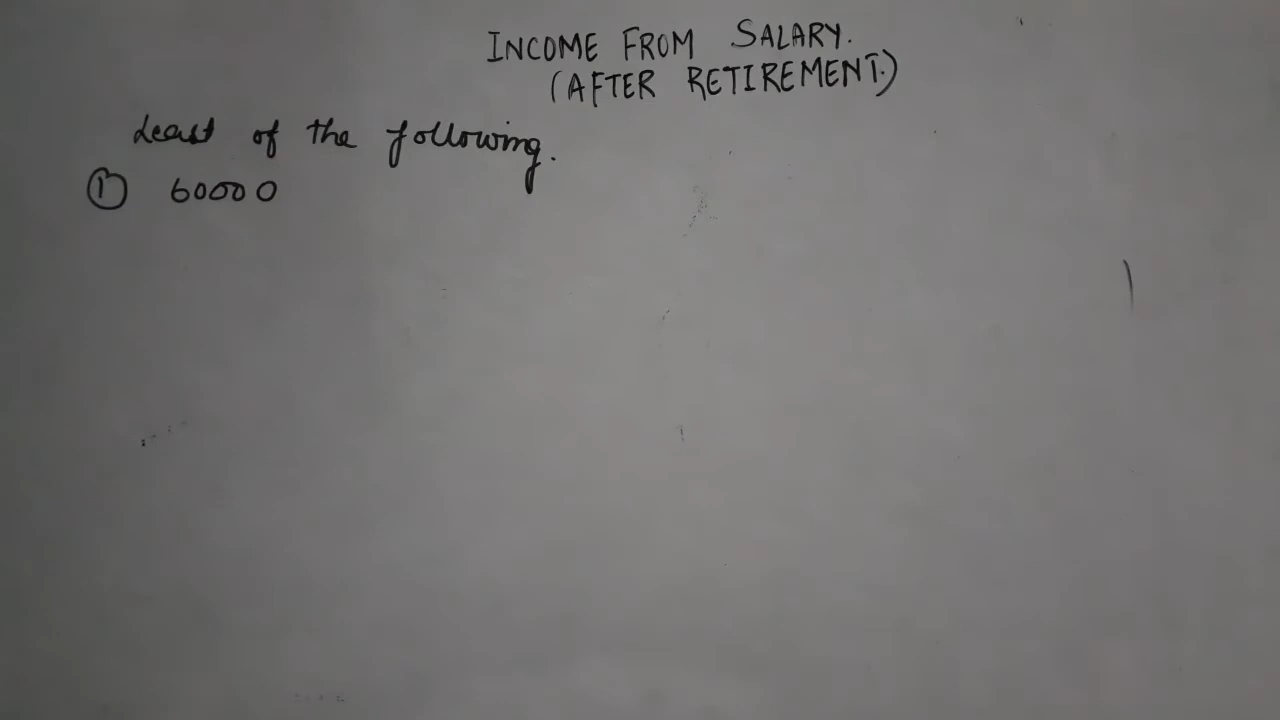 INCOME FROM SALARY.
(AFTER RETIREMENT.)
Least of the following.
① 60000